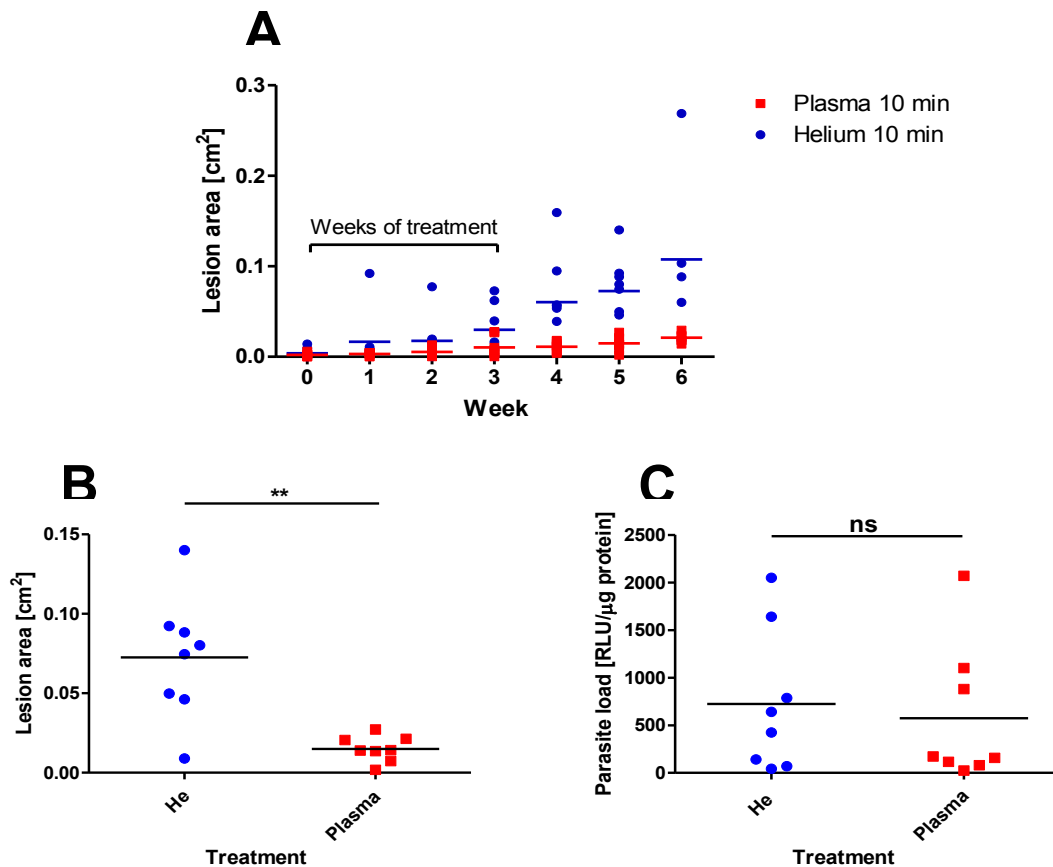 A
Lesion area [cm²]
0.3
0.2
0.1
0.0
Weeks of treatment
Plasma 10 min
Helium 10 min
0 1 2 3 4 5 6
Week
B
**
Lesion area [cm²]
0.15
0.10
0.05
0.00
He Plasma
Treatment
C
ns
Parasite load [RLU/μg protein]
2500
2000
1500
1000
500
0
He Plasma
Treatment